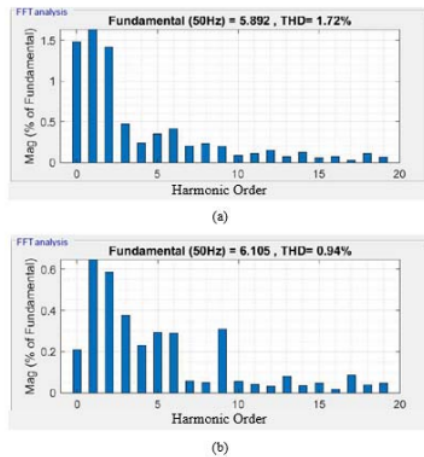 FFT analysis
Fundamental (50Hz) = 5.892 , THD= 1.72%
Mag (% of Fundamental)
1.5
1
0.5
0
0 5 10 15 20
Harmonic Order
(a)
FFT analysis
Fundamental (50Hz) = 6.105 , THD= 0.94%
Mag (% of Fundamental)
0.6
0.4
0.2
0
0 5 10 15 20
Harmonic Order
(b)